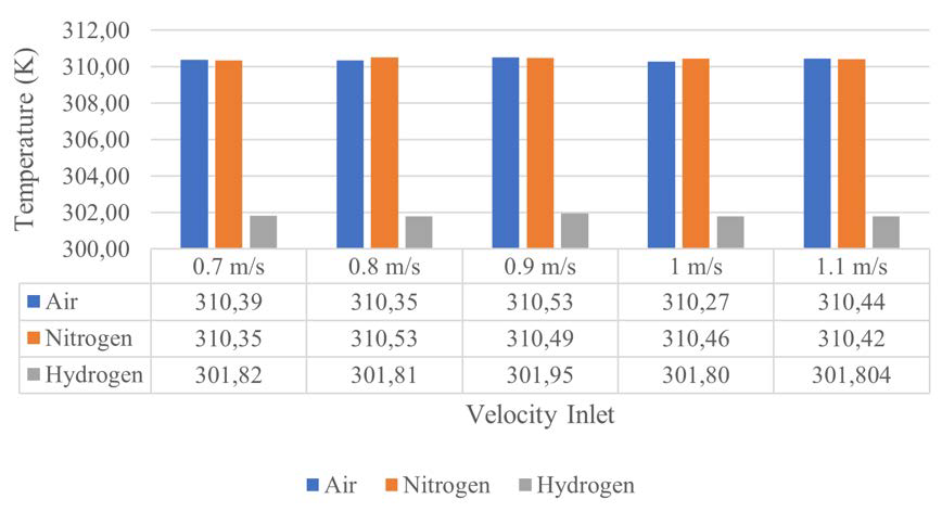 312,00
310,00
308,00
306,00
304,00
302,00
300,00
Temperature (K)
0.7 m/s 0.8 m/s 0.9 m/s 1 m/s 1.1 m/s
Air 310,39 310,35 310,53 310,27 310,44
Nitrogen 310,35 310,53 310,49 310,46 310,42
Hydrogen 301,82 301,81 301,95 301,80 301,804
Velocity Inlet
Air Nitrogen Hydrogen